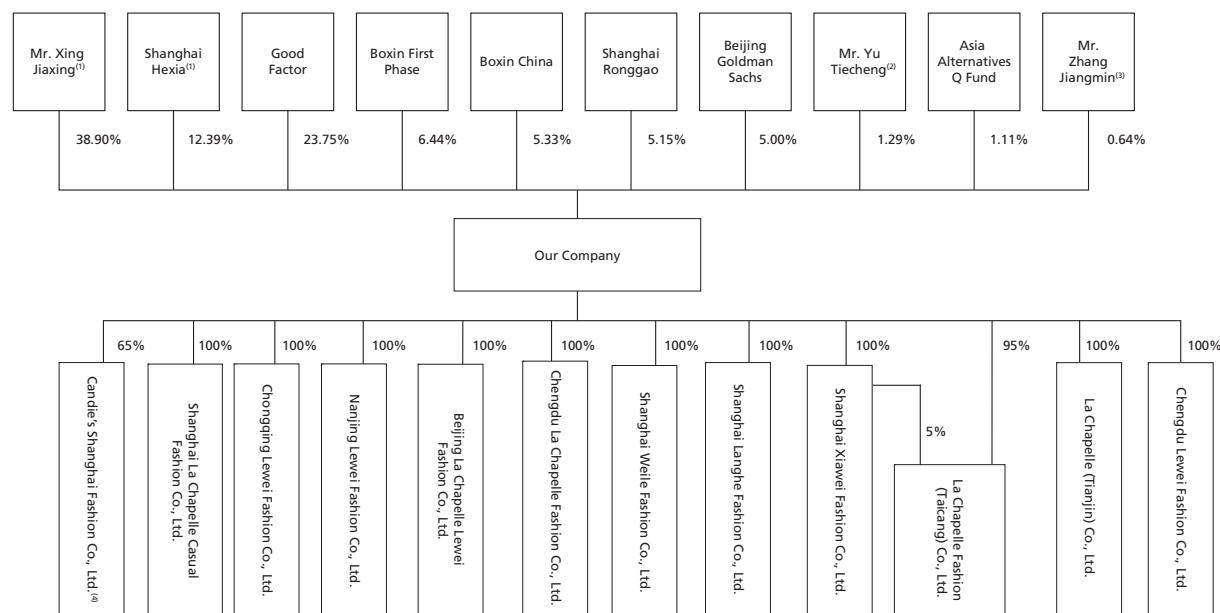 Mr. Xing
Jiaxing(1)
Shanghai
Hexia(1)
Good
Factor
Boxin First
Phase
Boxin China
Shanghai
Ronggao
Beijing
Goldman
Sachs
Mr. Yu
Tiecheng(2)
Asia
Alternatives
Q Fund
Mr.
Zhang
Jiangmin(3)
38.90%
12.39%
23.75%
6.44%
5.33%
5.15%
5.00%
1.29%
1.11%
0.64%
Our Company
65%
100%
100%
100%
100%
100%
100%
100%
100%
95%
100%
100%
5%
Candie's Shanghai Fashion Co., Ltd.(4)
Shanghai La Chapelle Casual
Fashion Co., Ltd.
Chongqing Lewei Fashion Co., Ltd.
Nanjing Lewei Fashion Co., Ltd.
Beijing La Chapelle Lewei
Fashion Co., Ltd.
Chengdu La Chapelle Fashion Co., Ltd.
Shanghai Weile Fashion Co., Ltd.
Shanghai Langhe Fashion Co., Ltd.
Shanghai Xiawei Fashion Co., Ltd.
La Chapelle Fashion
(Taicang) Co., Ltd.
La Chapelle (Tianjin) Co., Ltd.
Chengdu Lewei Fashion Co., Ltd.